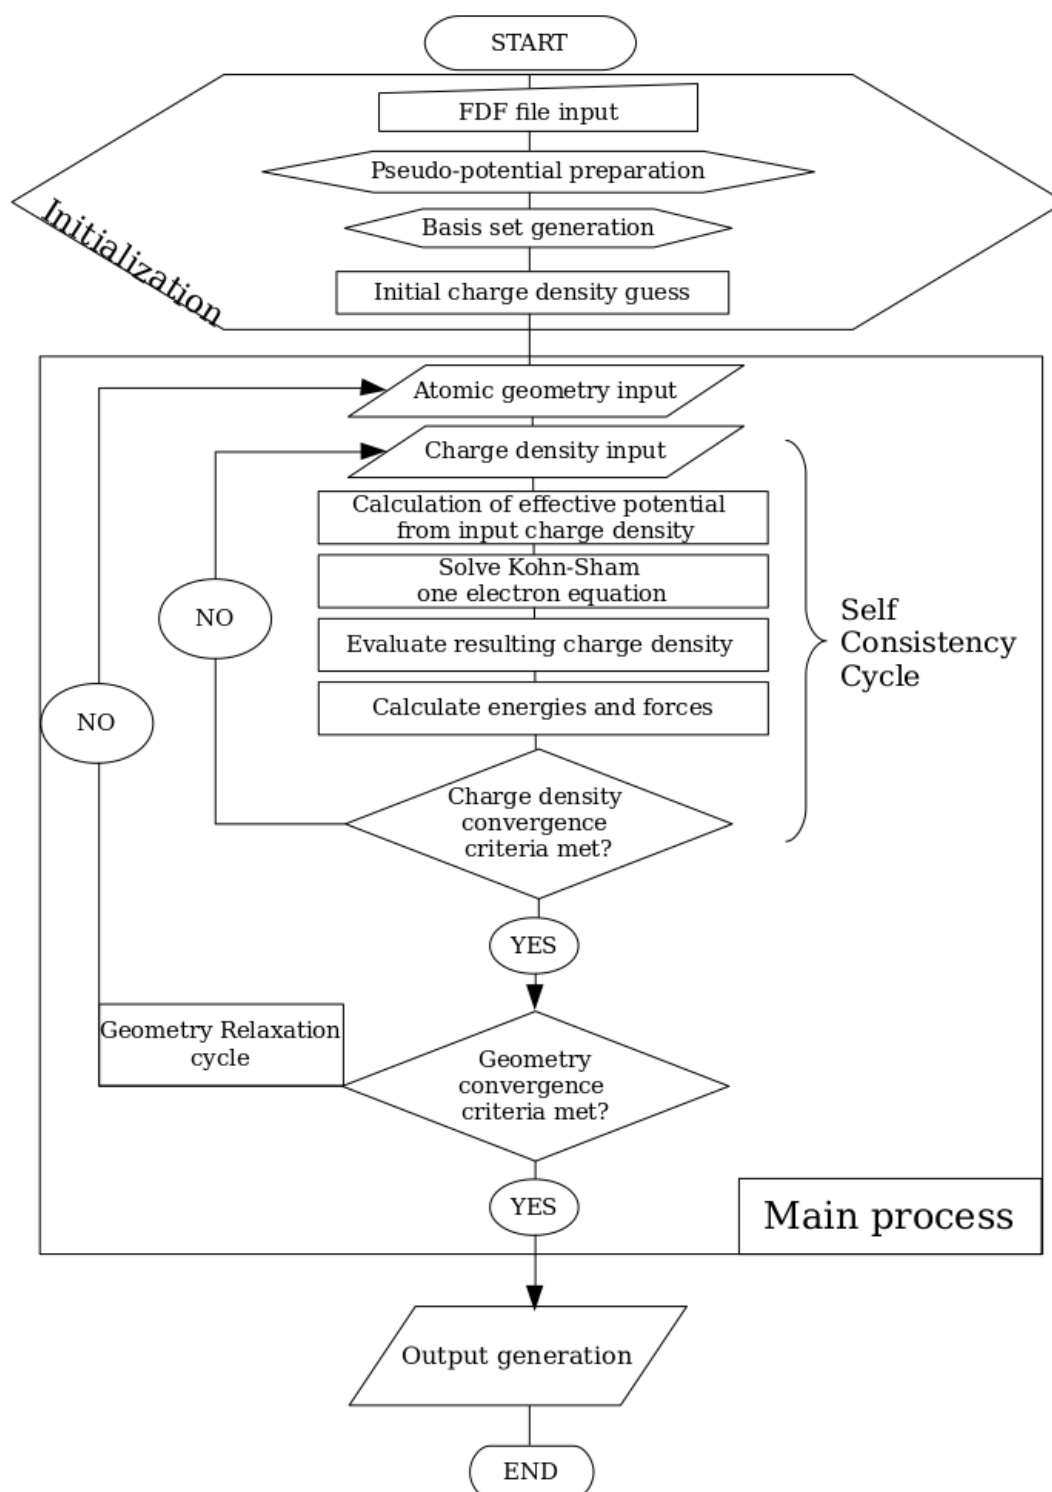 START
FDF file input
Pseudo-potential preparation
Basis set generation
Initial charge density guess
Initialization
Atomic geometry input
Charge density input
Calculation of effective potential
from input charge density
Solve Kohn-Sham
one electron equation
Evaluate resulting charge density
Calculate energies and forces
Self
Consistency
Cycle
NO
NO
Charge density
convergence
criteria met?
YES
Geometry Relaxation
cycle
Geometry
convergence
criteria met?
YES
Main process
Output generation
END